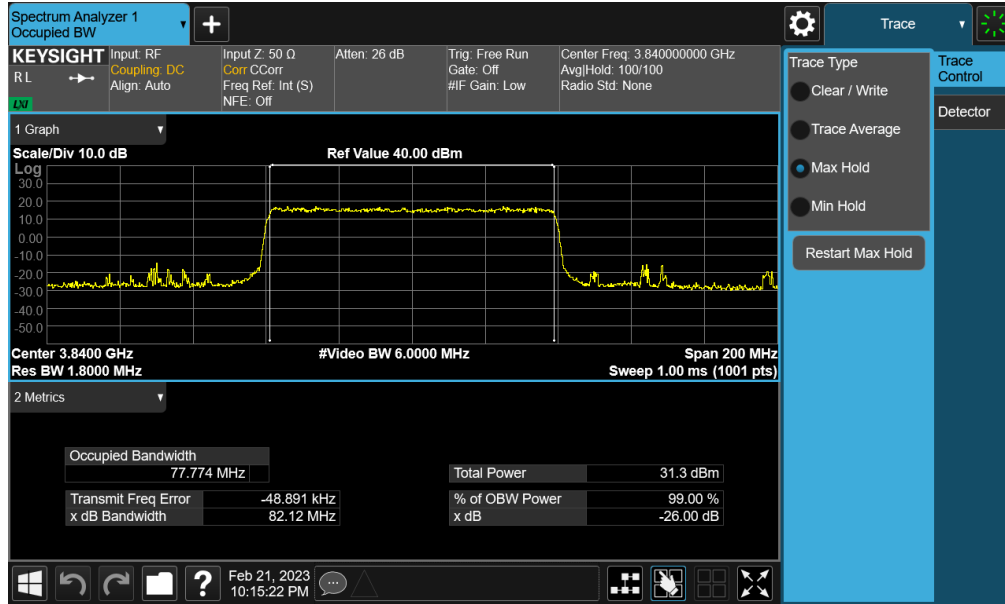 Spectrum Analyzer 1
Occupied BW
Trace
KEYSIGHT
R L
LXI
Input: RF
Coupling: DC
Align: Auto
Input Z: 50 Ω
Corr CCorr
Freq Ref: Int (S)
NFE: Off
Atten: 26 dB
Trig: Free Run
Gate: Off
#IF Gain: Low
Center Freq: 3.840000000 GHz
Avg|Hold: 100/100
Radio Std: None
Trace Type
Clear / Write
Trace Average
Max Hold
Min Hold
Restart Max Hold
Trace
Control
Detector
1 Graph
Scale/Div 10.0 dB
Ref Value 40.00 dBm
Log
30.0
20.0
10.0
0.00
-10.0
-20.0
-30.0
-40.0
-50.0
Center 3.8400 GHz
#Video BW 6.0000 MHz
Span 200 MHz
Res BW 1.8000 MHz
Sweep 1.00 ms (1001 pts)
2 Metrics
Occupied Bandwidth
77.774 MHz
Total Power 31.3 dBm
Transmit Freq Error -48.891 kHz
% of OBW Power 99.00 %
x dB Bandwidth 82.12 MHz
x dB -26.00 dB
Feb 21, 2023
10:15:22 PM